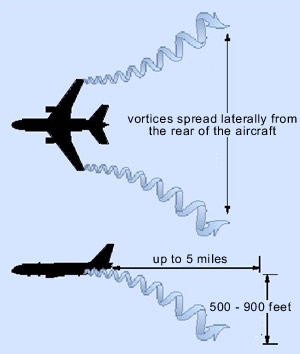 vortices spread laterally from
the rear of the aircraft
up to 5 miles
500 - 900 feet